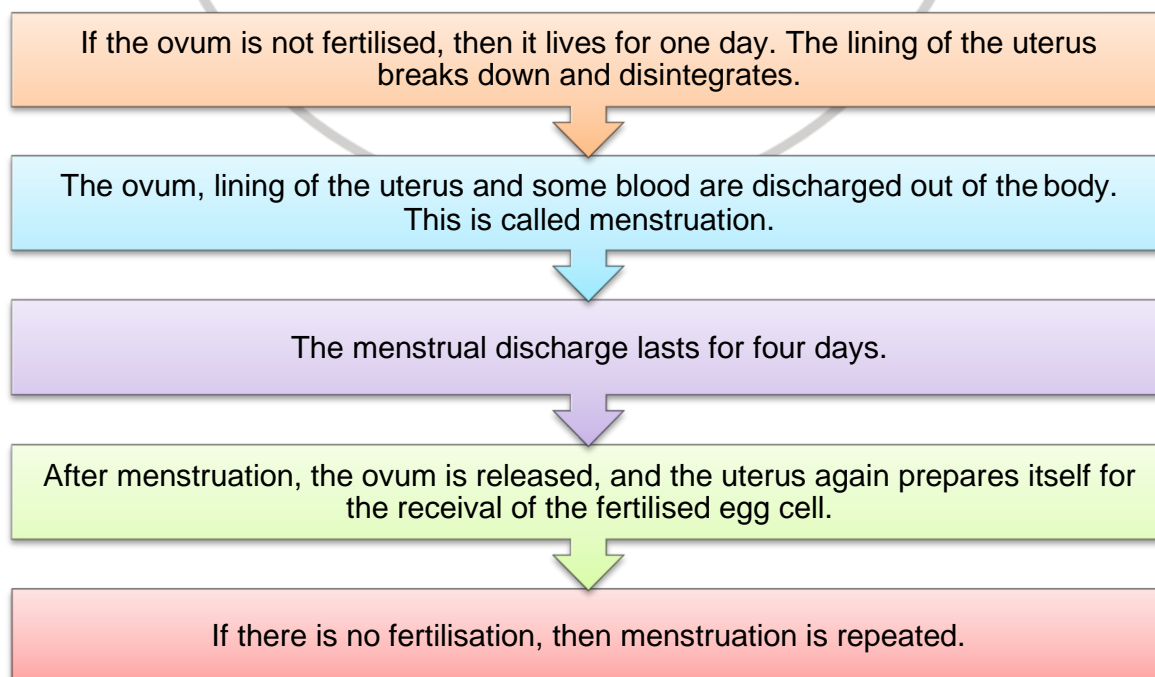 If the ovum is not fertilised, then it lives for one day. The lining of the uterus
breaks down and disintegrates.
The ovum, lining of the uterus and some blood are discharged out of the body.
This is called menstruation.
The menstrual discharge lasts for four days.
After menstruation, the ovum is released, and the uterus again prepares itself for
the receival of the fertilised egg cell.
If there is no fertilisation, then menstruation is repeated.